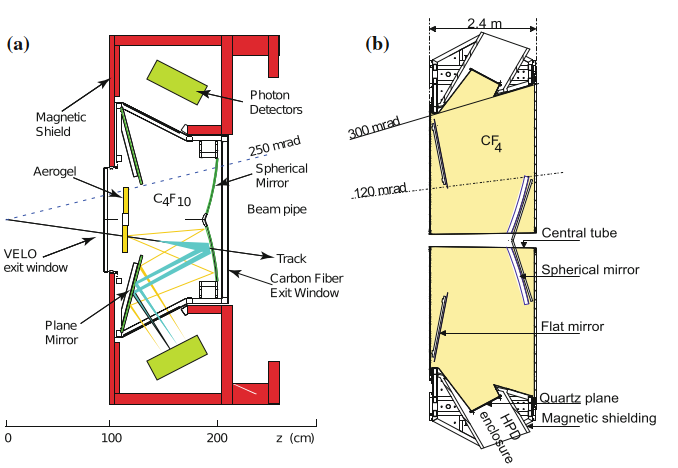 (a)
Magnetic
Shield
Photon
Detectors
250 mrad
Aerogel
Spherical
Mirror
C4F10
Beam pipe
VELO
exit window
Track
Carbon Fiber
Exit Window
Plane
Mirror
0 100 200 z (cm)
(b)
2.4 m
300 mrad
CF4
120 mrad
Central tube
Spherical mirror
Flat mirror
Quartz plane
Magnetic shielding
HPD
enclosure